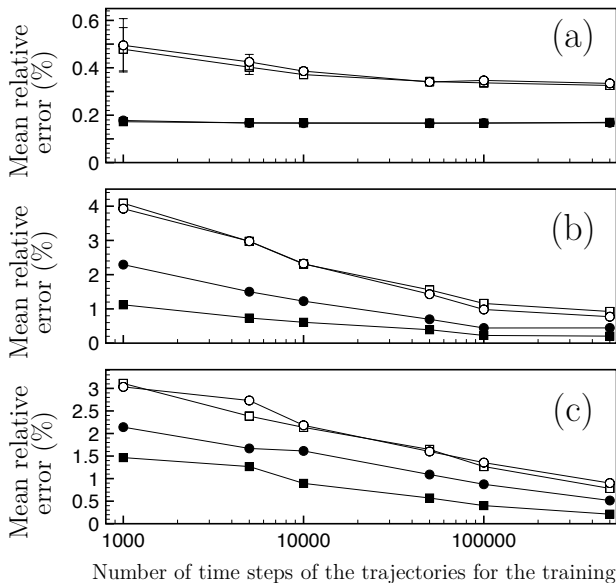 0.6
0.4
0.2
0
Mean relative
error (%)
(a)
4
3
2
1
0
Mean relative
error (%)
(b)
3
2.5
2
1.5
1
0.5
0
Mean relative
error (%)
(c)
1000 10000 100000
Number of time steps of the trajectories for the training